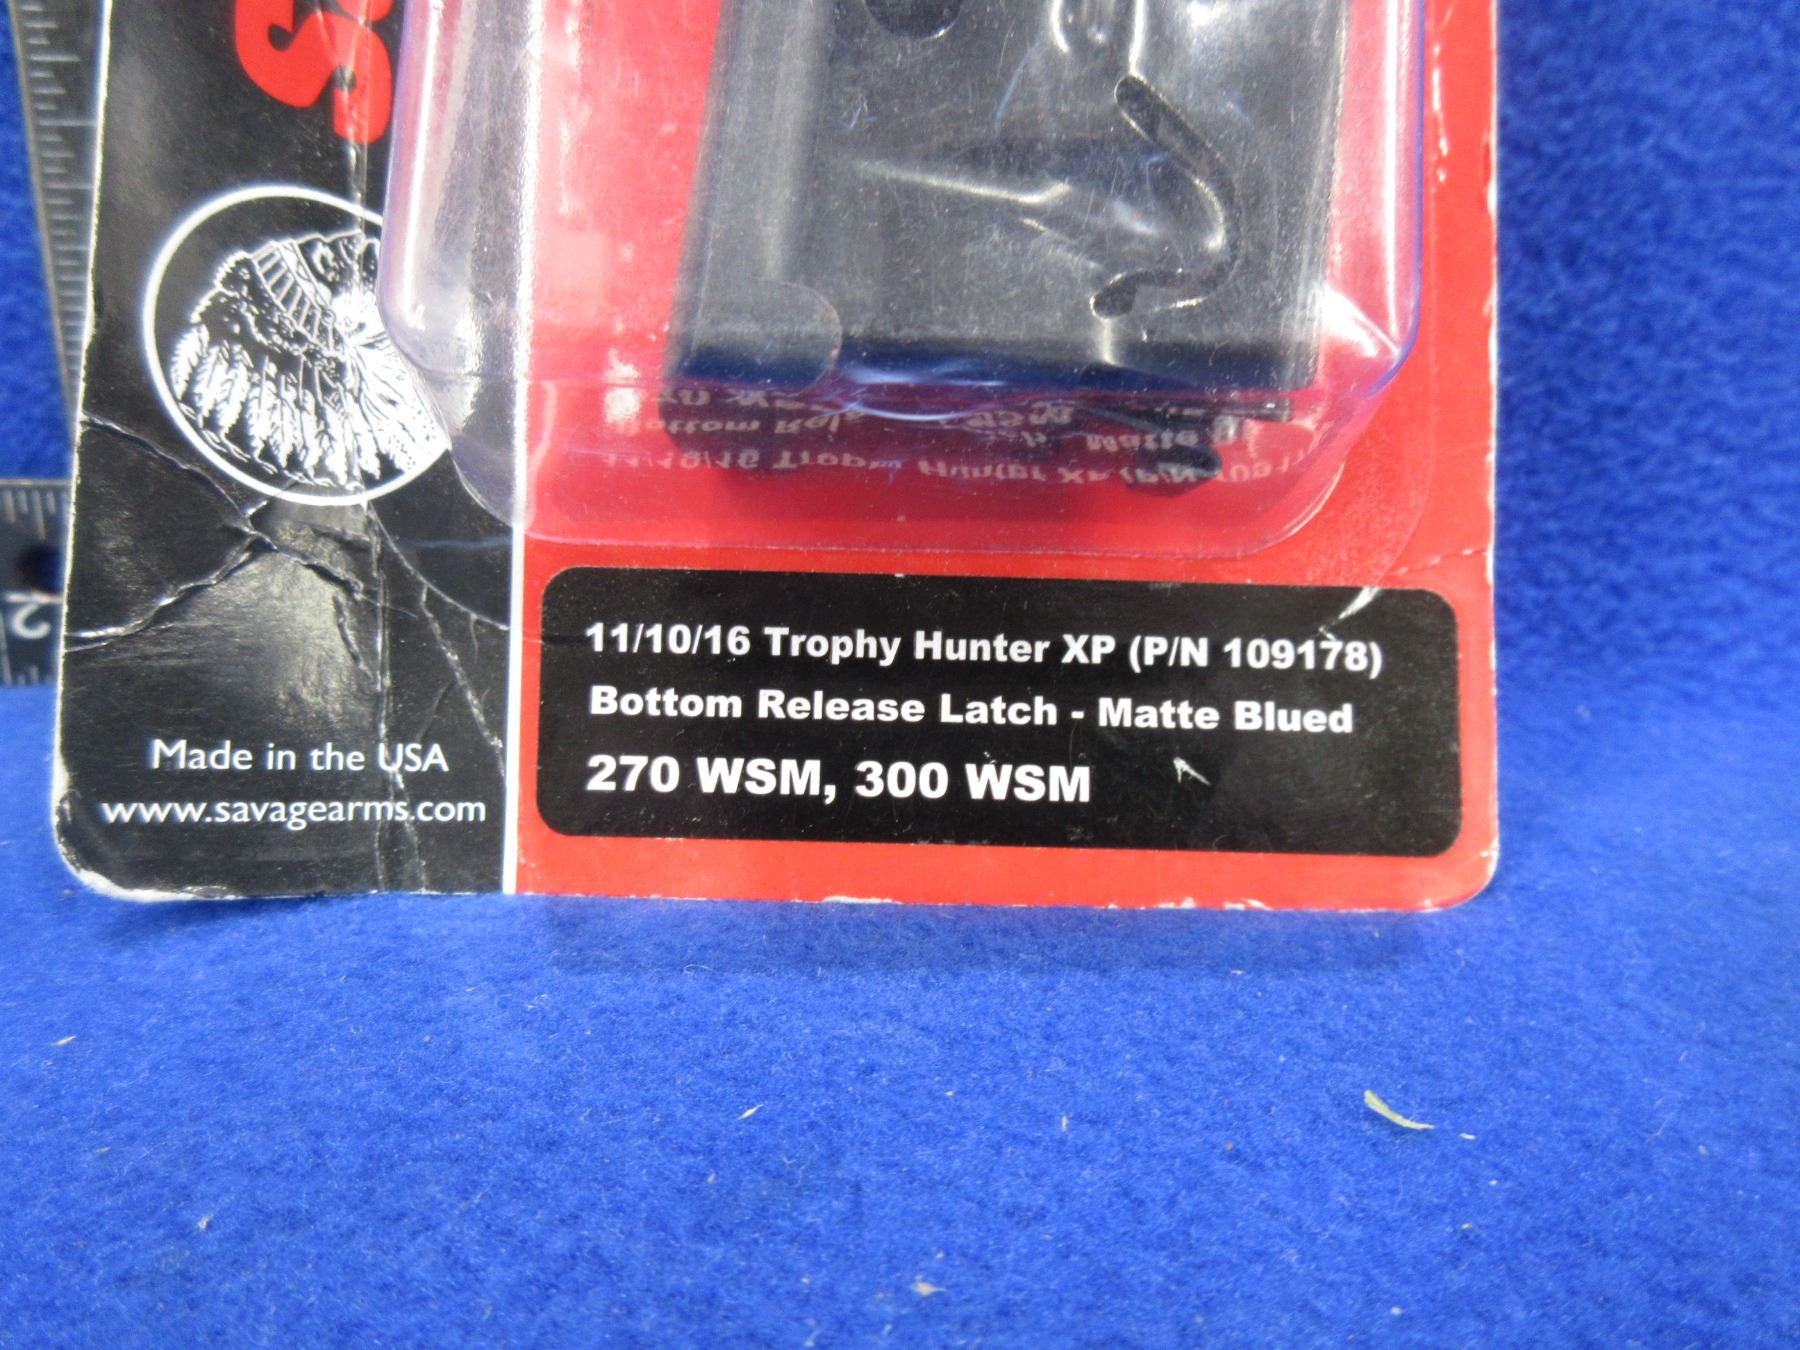 11/10/16 Trophy Hunter XP (P/N 109178)
Bottom Release Latch - Matte Blued
270 WSM, 300 WSM
Made in the USA
www.savagearms.com
2